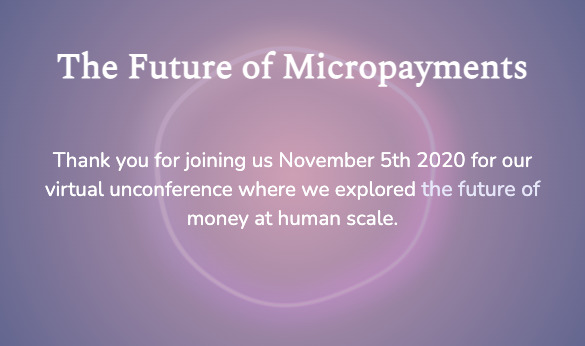 The Future of Micropayments
Thank you for joining us November 5th 2020 for our
virtual unconference where we explored the future of
money at human scale.